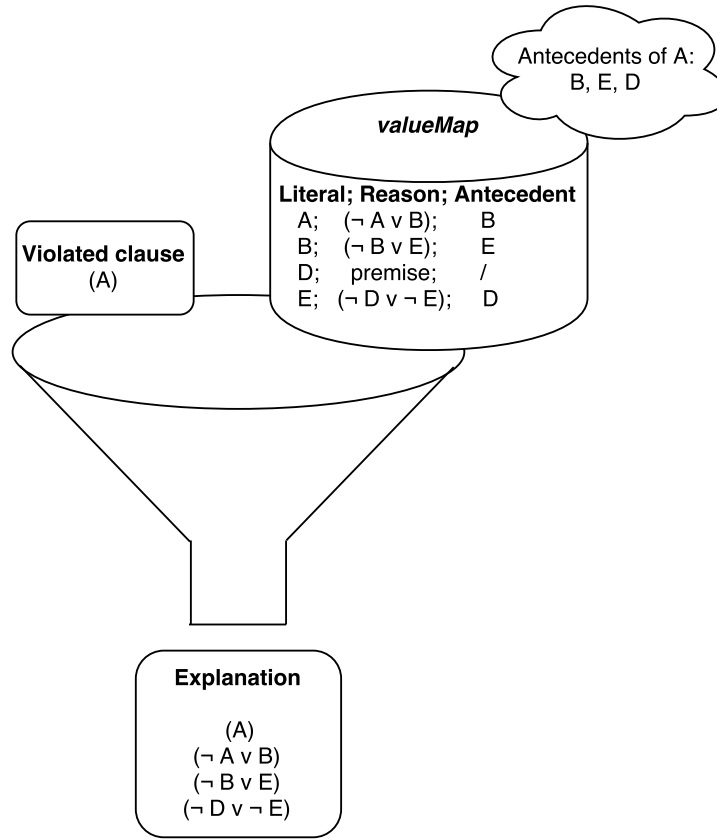 Antecedents of A:
B, E, D
valueMap
Literal; Reason; Antecedent
A; (¬ A v B); B
B; (¬ B v E); E
D; premise; /
E; (¬ D v ¬ E); D
Violated clause
(A)
Explanation
(A)
(¬ A v B)
(¬ B v E)
(¬ D v ¬ E)